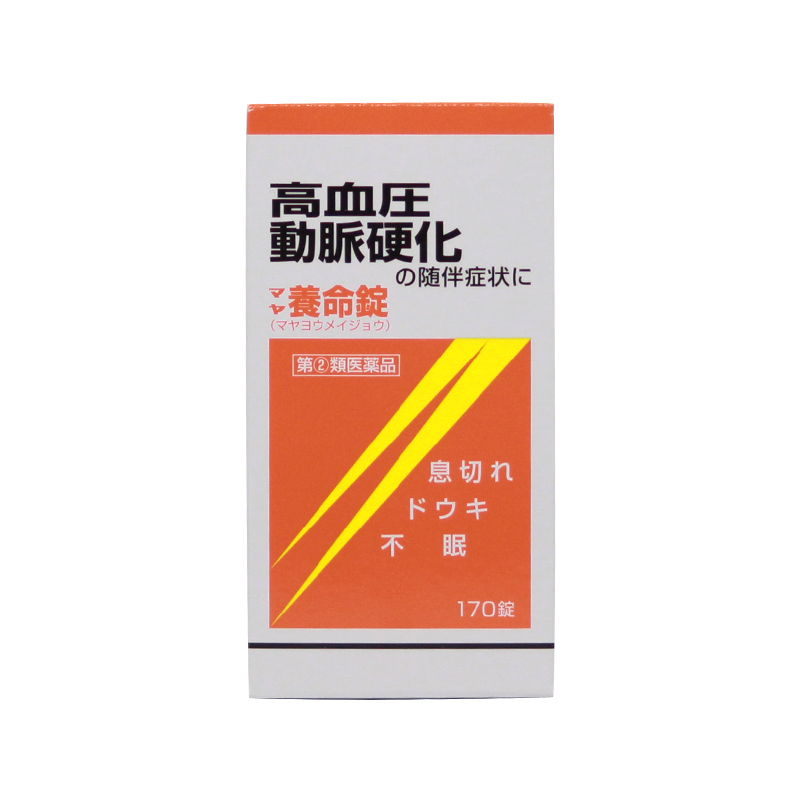 高血圧
動脈硬化
の随伴症状に
マヤ養命錠
(マヤヨウメイジョウ)
第②類医薬品
息切れ
ドウキ
不眠
170錠